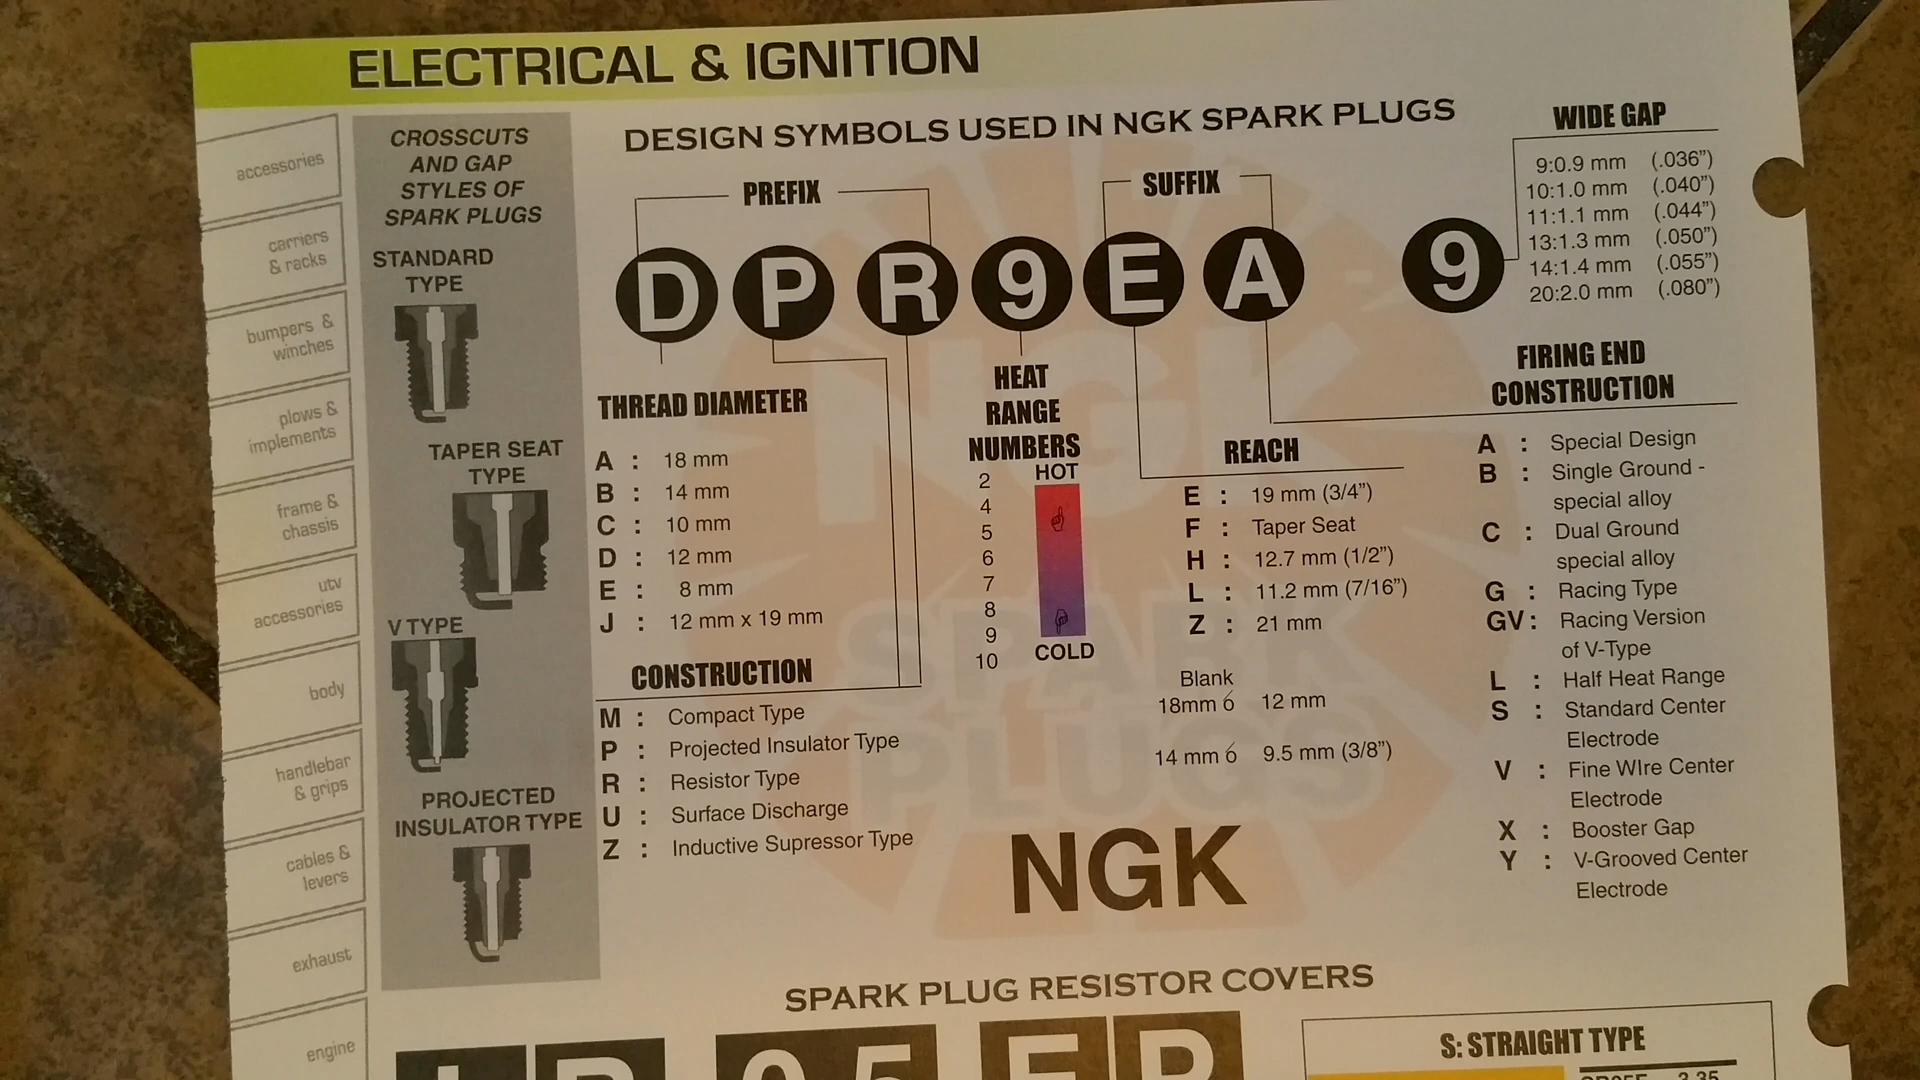 ELECTRICAL & IGNITION
accessories
carriers
& racks
bumpers &
winches
plows &
implements
frame &
chassis
utv
accessories
body
handlebar
& grips
cables &
levers
exhaust
engine
CROSSCUTS
AND GAP
STYLES OF
SPARK PLUGS
STANDARD
TYPE
TAPER SEAT
TYPE
V TYPE
PROJECTED
INSULATOR TYPE
DESIGN SYMBOLS USED IN NGK SPARK PLUGS
PREFIX
SUFFIX
D P R 9 E A 9
WIDE GAP
9:0.9 mm (.036")
10:1.0 mm (.040")
11:1.1 mm (.044")
13:1.3 mm (.050")
14:1.4 mm (.055")
20:2.0 mm (.080")
THREAD DIAMETER
A : 18 mm
B : 14 mm
C : 10 mm
D : 12 mm
E : 8 mm
J : 12 mm x 19 mm
CONSTRUCTION
M : Compact Type
P : Projected Insulator Type
R : Resistor Type
U : Surface Discharge
Z : Inductive Supressor Type
HEAT
RANGE
NUMBERS
HOT
2
4
5
6
7
8
9
10
COLD
REACH
E : 19 mm (3/4")
F : Taper Seat
H : 12.7 mm (1/2")
L : 11.2 mm (7/16")
Z : 21 mm
Blank
18mm ó 12 mm
14 mm ó 9.5 mm (3/8")
FIRING END
CONSTRUCTION
A : Special Design
B : Single Ground -
special alloy
C : Dual Ground
special alloy
G : Racing Type
GV : Racing Version
of V-Type
L : Half Heat Range
S : Standard Center
Electrode
V : Fine WIre Center
Electrode
X : Booster Gap
Y : V-Grooved Center
Electrode
NGK
SPARK
PLUGS
NGK
SPARK PLUG RESISTOR COVERS
S: STRAIGHT TYPE